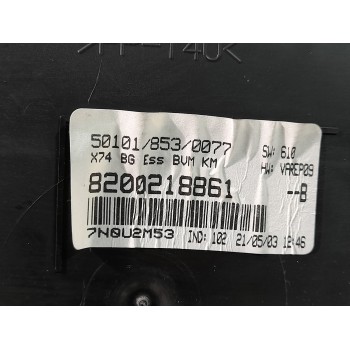 50101/853/0077
SW: 610
X74 BG Ess BVM KM
HW: VAREP09
8200218861
--B
7N0U2M53 IND: 102 21/05/03 12:46